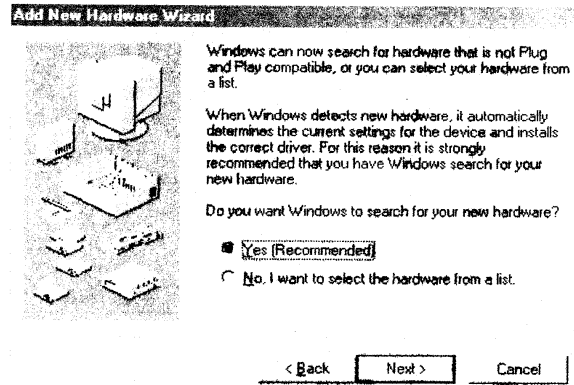 Add New Hardware Wizard
Windows can now search for hardware that is not Plug
and Play compatible, or you can select your hardware from
a list.
When Windows detects new hardware, it automatically
determines the current settings for the device and installs
the correct driver. For this reason it is strongly
recommended that you have Windows search for your
new hardware.
Do you want Windows to search for your new hardware?
Yes (Recommended)
No, I want to select the hardware from a list.
< Back
Next >
Cancel